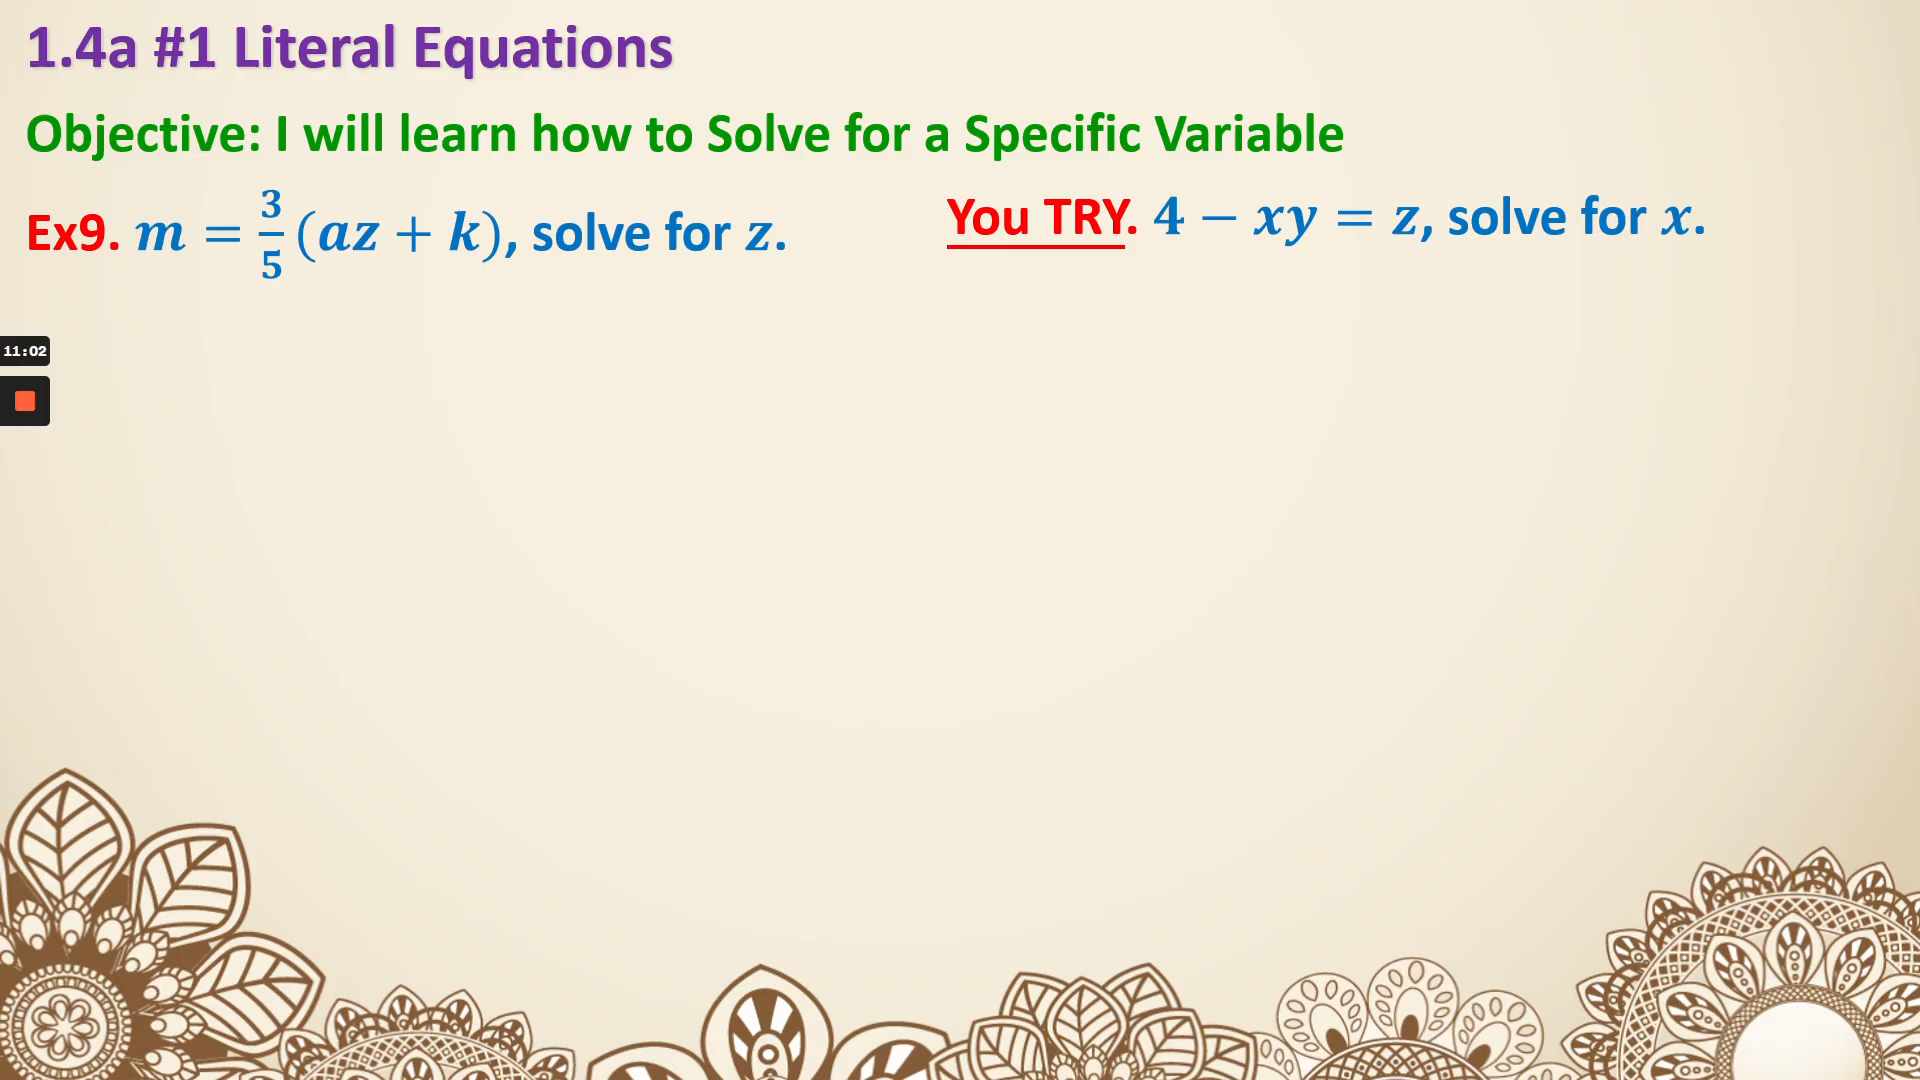 1.4a #1 Literal Equations
Objective: I will learn how to Solve for a Specific Variable
Ex9. m = 3/5 (az + k), solve for z.
You TRY. 4 − xy = z, solve for x.
11:02